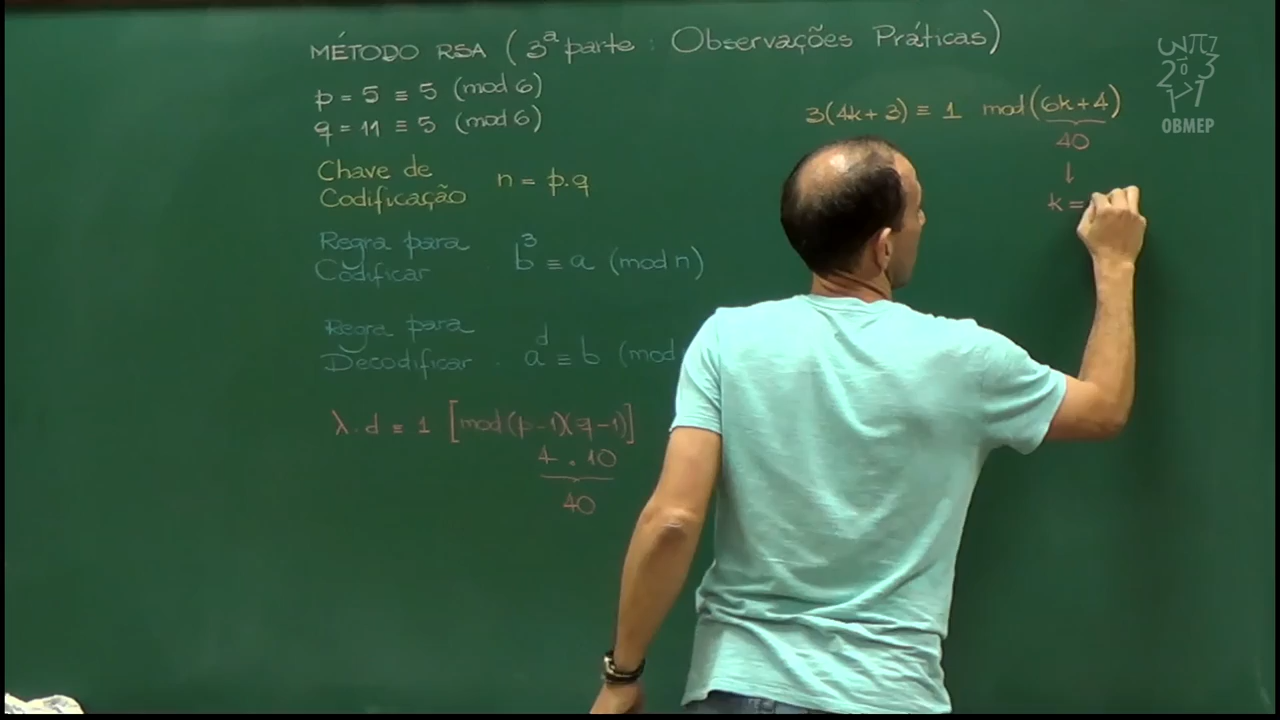 MÉTODO RSA (3ª parte: Observações Práticas)
p = 5 ≡ 5 (mod 6)
q = 11 ≡ 5 (mod 6)
Chave de
Codificação n = p.q
Regra para
Codificar b³ ≡ a (mod n)
Regra para
Decodificar a^d ≡ b (mod
λ.d ≡ 1 [mod (p-1)(q-1)]
4 . 10
40
3(4k+3) ≡ 1 mod (6k+4)
40
↓
k =
OBMEP